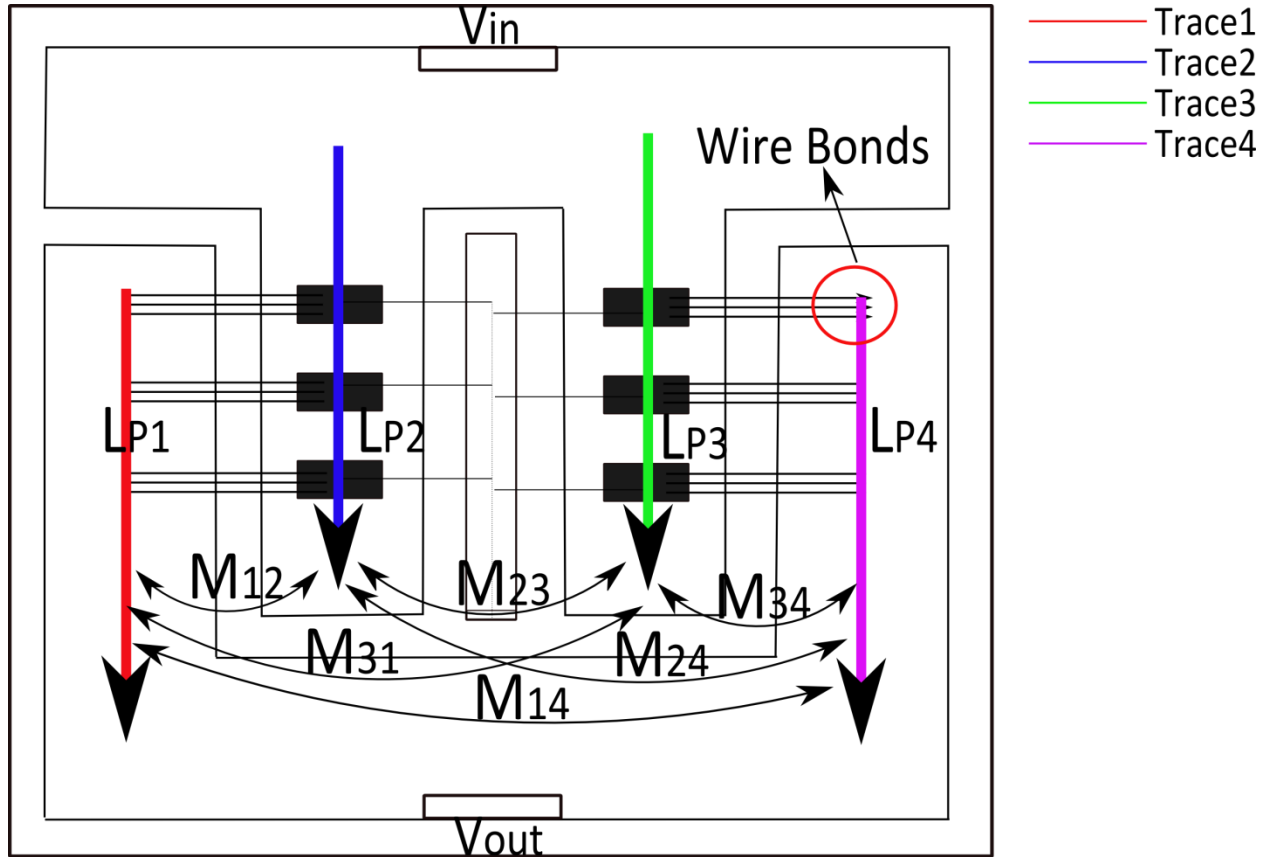 Vin
Trace1
Trace2
Trace3
Trace4
Wire Bonds
LP1
LP2
LP3
LP4
M12
M23
M34
M31
M24
M14
Vout